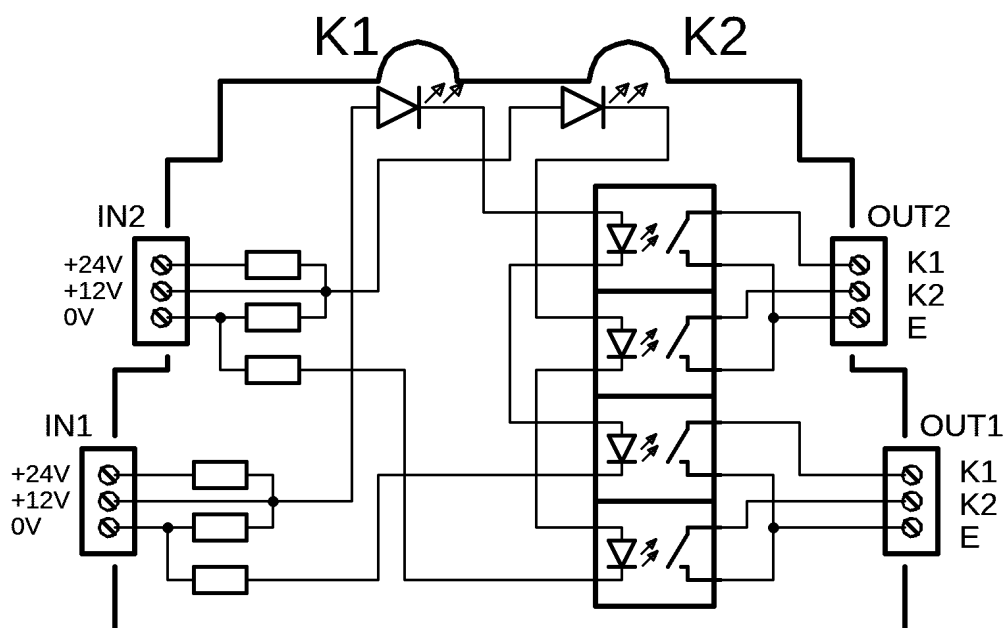 K1
K2
IN2
+24V
+12V
0V
OUT2
K1
K2
E
IN1
+24V
+12V
0V
OUT1
K1
K2
E